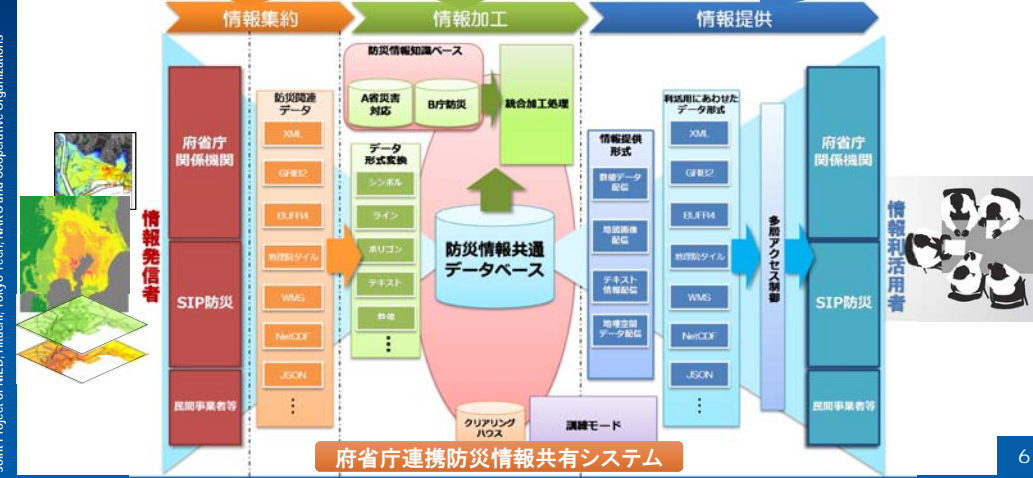 情報集約
情報加工
情報提供
情報発信者
府省庁
関係機関
SIP防災
民間事業者等
防災関連
データ
XML
GRIB2
BUFR4
地理院タイル
WMS
NetCDF
JSON
防災情報知識ベース
A省災害
対応
B庁防災
統合加工処理
データ
形式変換
シンボル
ライン
ポリゴン
テキスト
数値
防災情報共通
データベース
クリアリング
ハウス
訓練モード
情報提供
形式
数値データ
配信
地図画像
配信
テキスト
情報配信
地理空間
データ配信
利活用にあわせた
データ形式
XML
GRIB2
BUFR4
地理院タイル
WMS
NetCDF
JSON
多層アクセス制御
府省庁
関係機関
SIP防災
民間事業者等
情報利活用者
府省庁連携防災情報共有システム
6